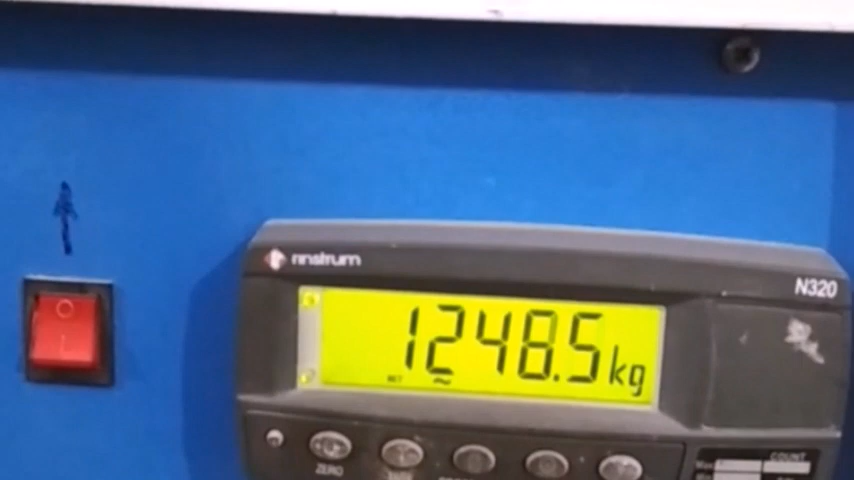 rinstrum
N320
1248.5 kg
NET
ZERO
COUNT